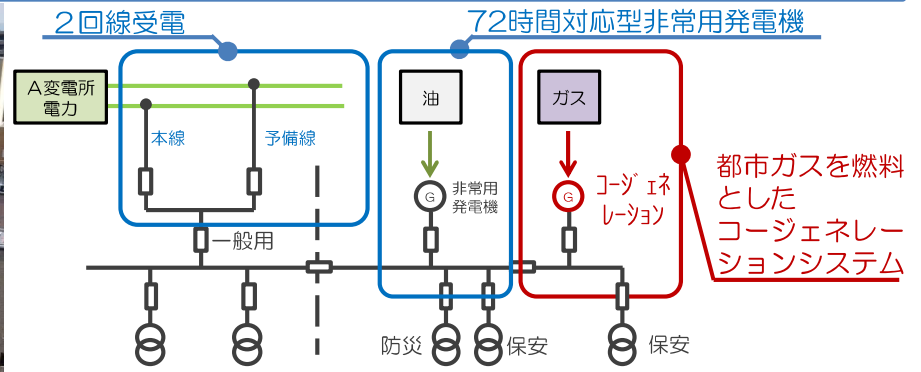 2回線受電
72時間対応型非常用発電機
A変電所
電力
本線
予備線
油
ガス
G
非常用
発電機
G
コージェネ
レーション
都市ガスを燃料
とした
コージェネレー
ションシステム
一般用
防災
保安
保安